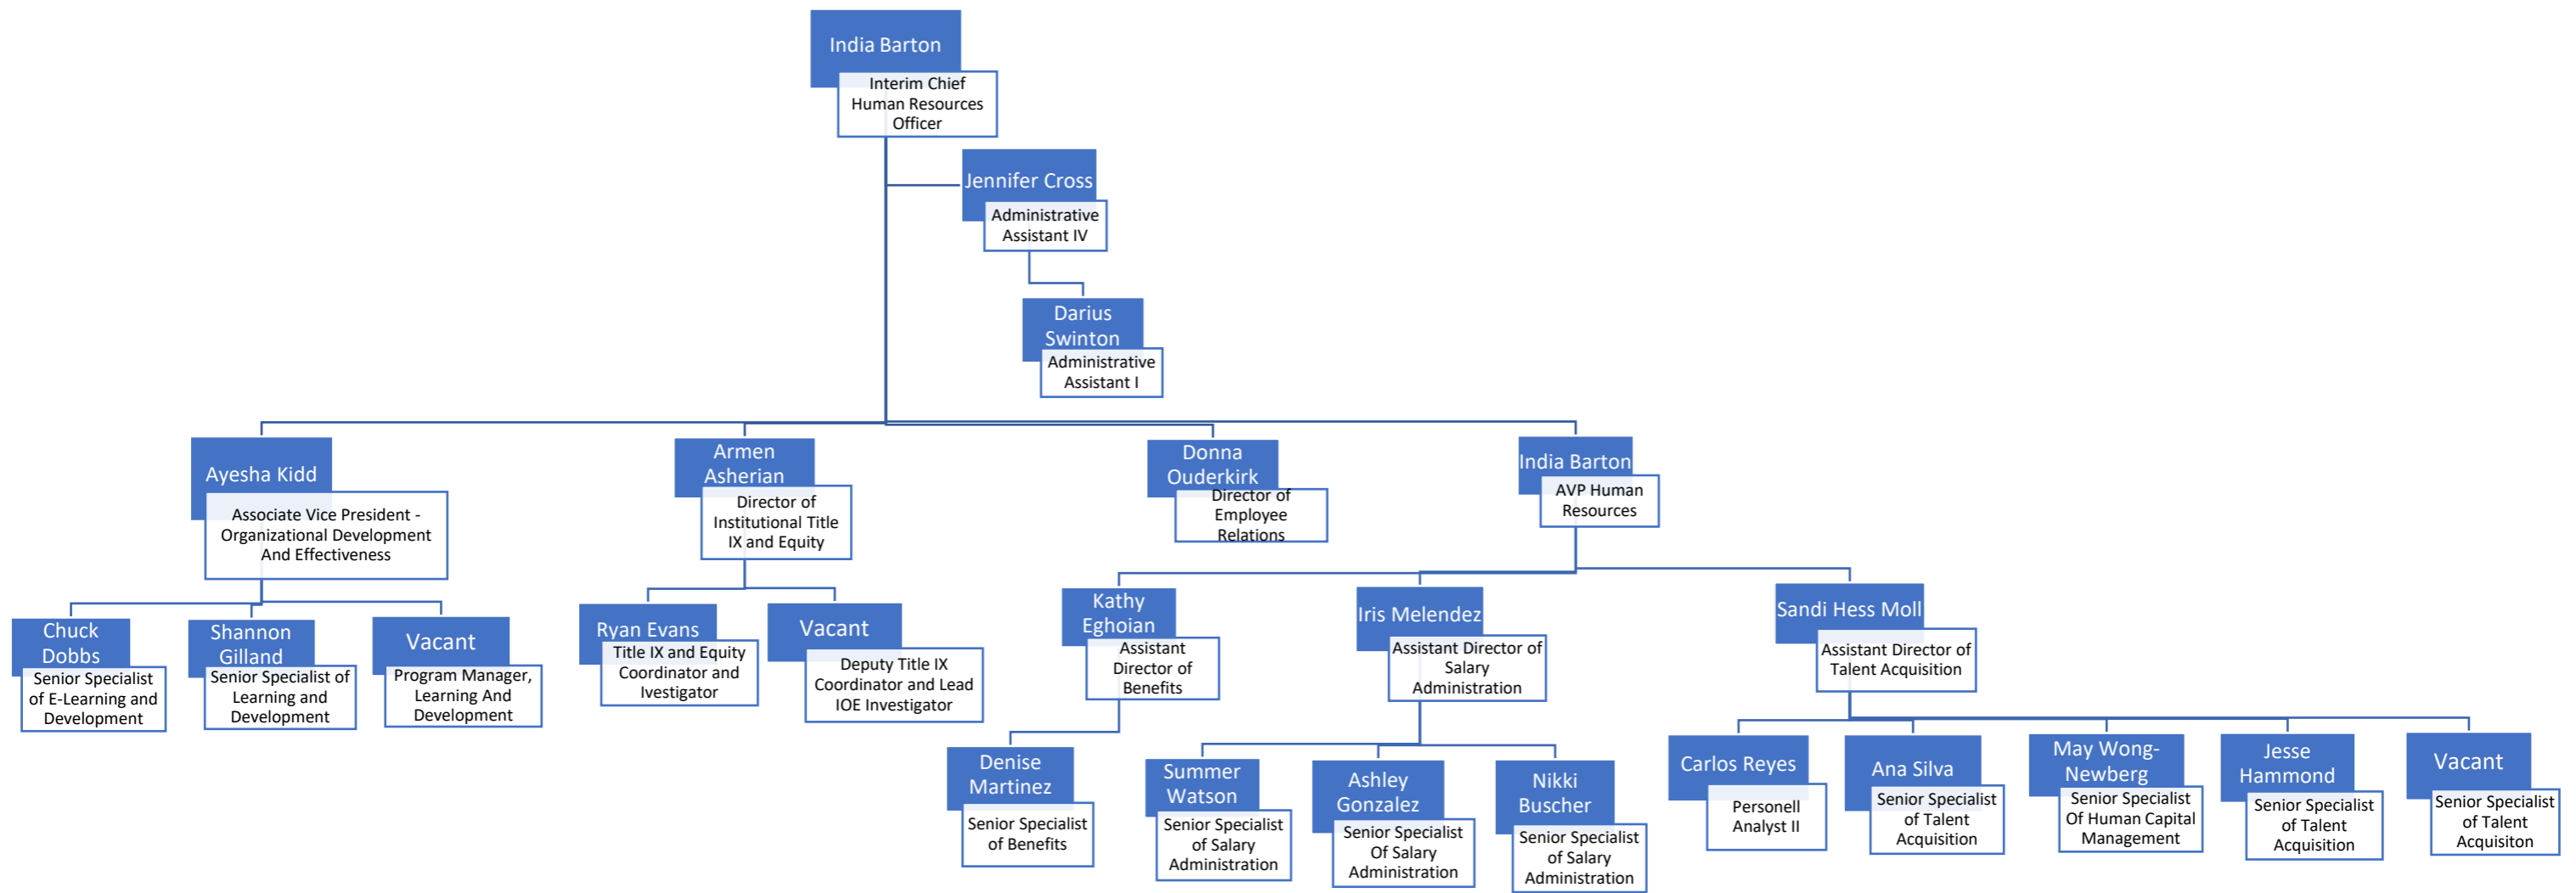 India Barton
Interim Chief
Human Resources
Officer
Jennifer Cross
Administrative
Assistant IV
Darius
Swinton
Administrative
Assistant I
Ayesha Kidd
Associate Vice President -
Organizational Development
And Effectiveness
Armen
Asherian
Director of
Institutional Title
IX and Equity
Donna
Ouderkirk
Director of
Employee
Relations
India Barton
AVP Human
Resources
Chuck
Dobbs
Senior Specialist
of E-Learning and
Development
Shannon
Gilland
Senior Specialist of
Learning and
Development
Vacant
Program Manager,
Learning And
Development
Ryan Evans
Title IX and Equity
Coordinator and
Ivestigator
Vacant
Deputy Title IX
Coordinator and Lead
IOE Investigator
Kathy
Eghoian
Assistant
Director of
Benefits
Iris Melendez
Assistant Director of
Salary
Administration
Sandi Hess Moll
Assistant Director of
Talent Acquisition
Denise
Martinez
Senior Specialist
of Benefits
Summer
Watson
Senior Specialist
of Salary
Administration
Ashley
Gonzalez
Senior Specialist
Of Salary
Administration
Nikki
Buscher
Senior Specialist
of Salary
Administration
Carlos Reyes
Personell
Analyst II
Ana Silva
Senior Specialist
of Talent
Acquisition
May Wong-
Newberg
Senior Specialist
Of Human Capital
Management
Jesse
Hammond
Senior Specialist
of Talent
Acquisition
Vacant
Senior Specialist
of Talent
Acquisiton